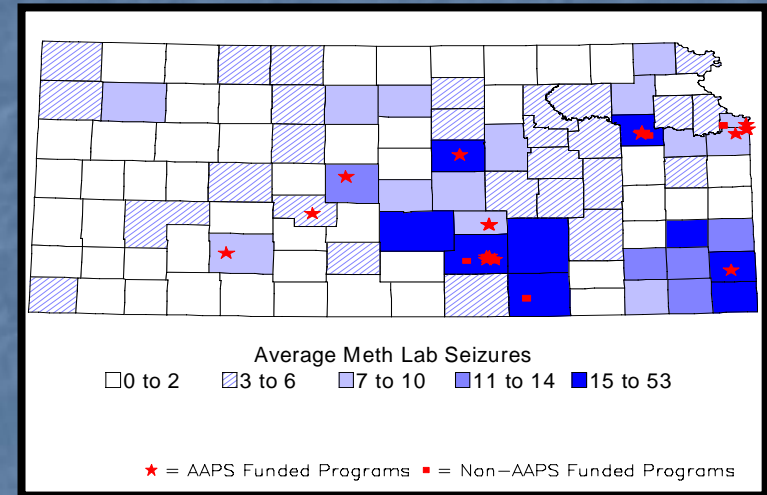 Average Meth Lab Seizures
0 to 2 3 to 6 7 to 10 11 to 14 15 to 53
= AAPS Funded Programs = Non-AAPS Funded Programs